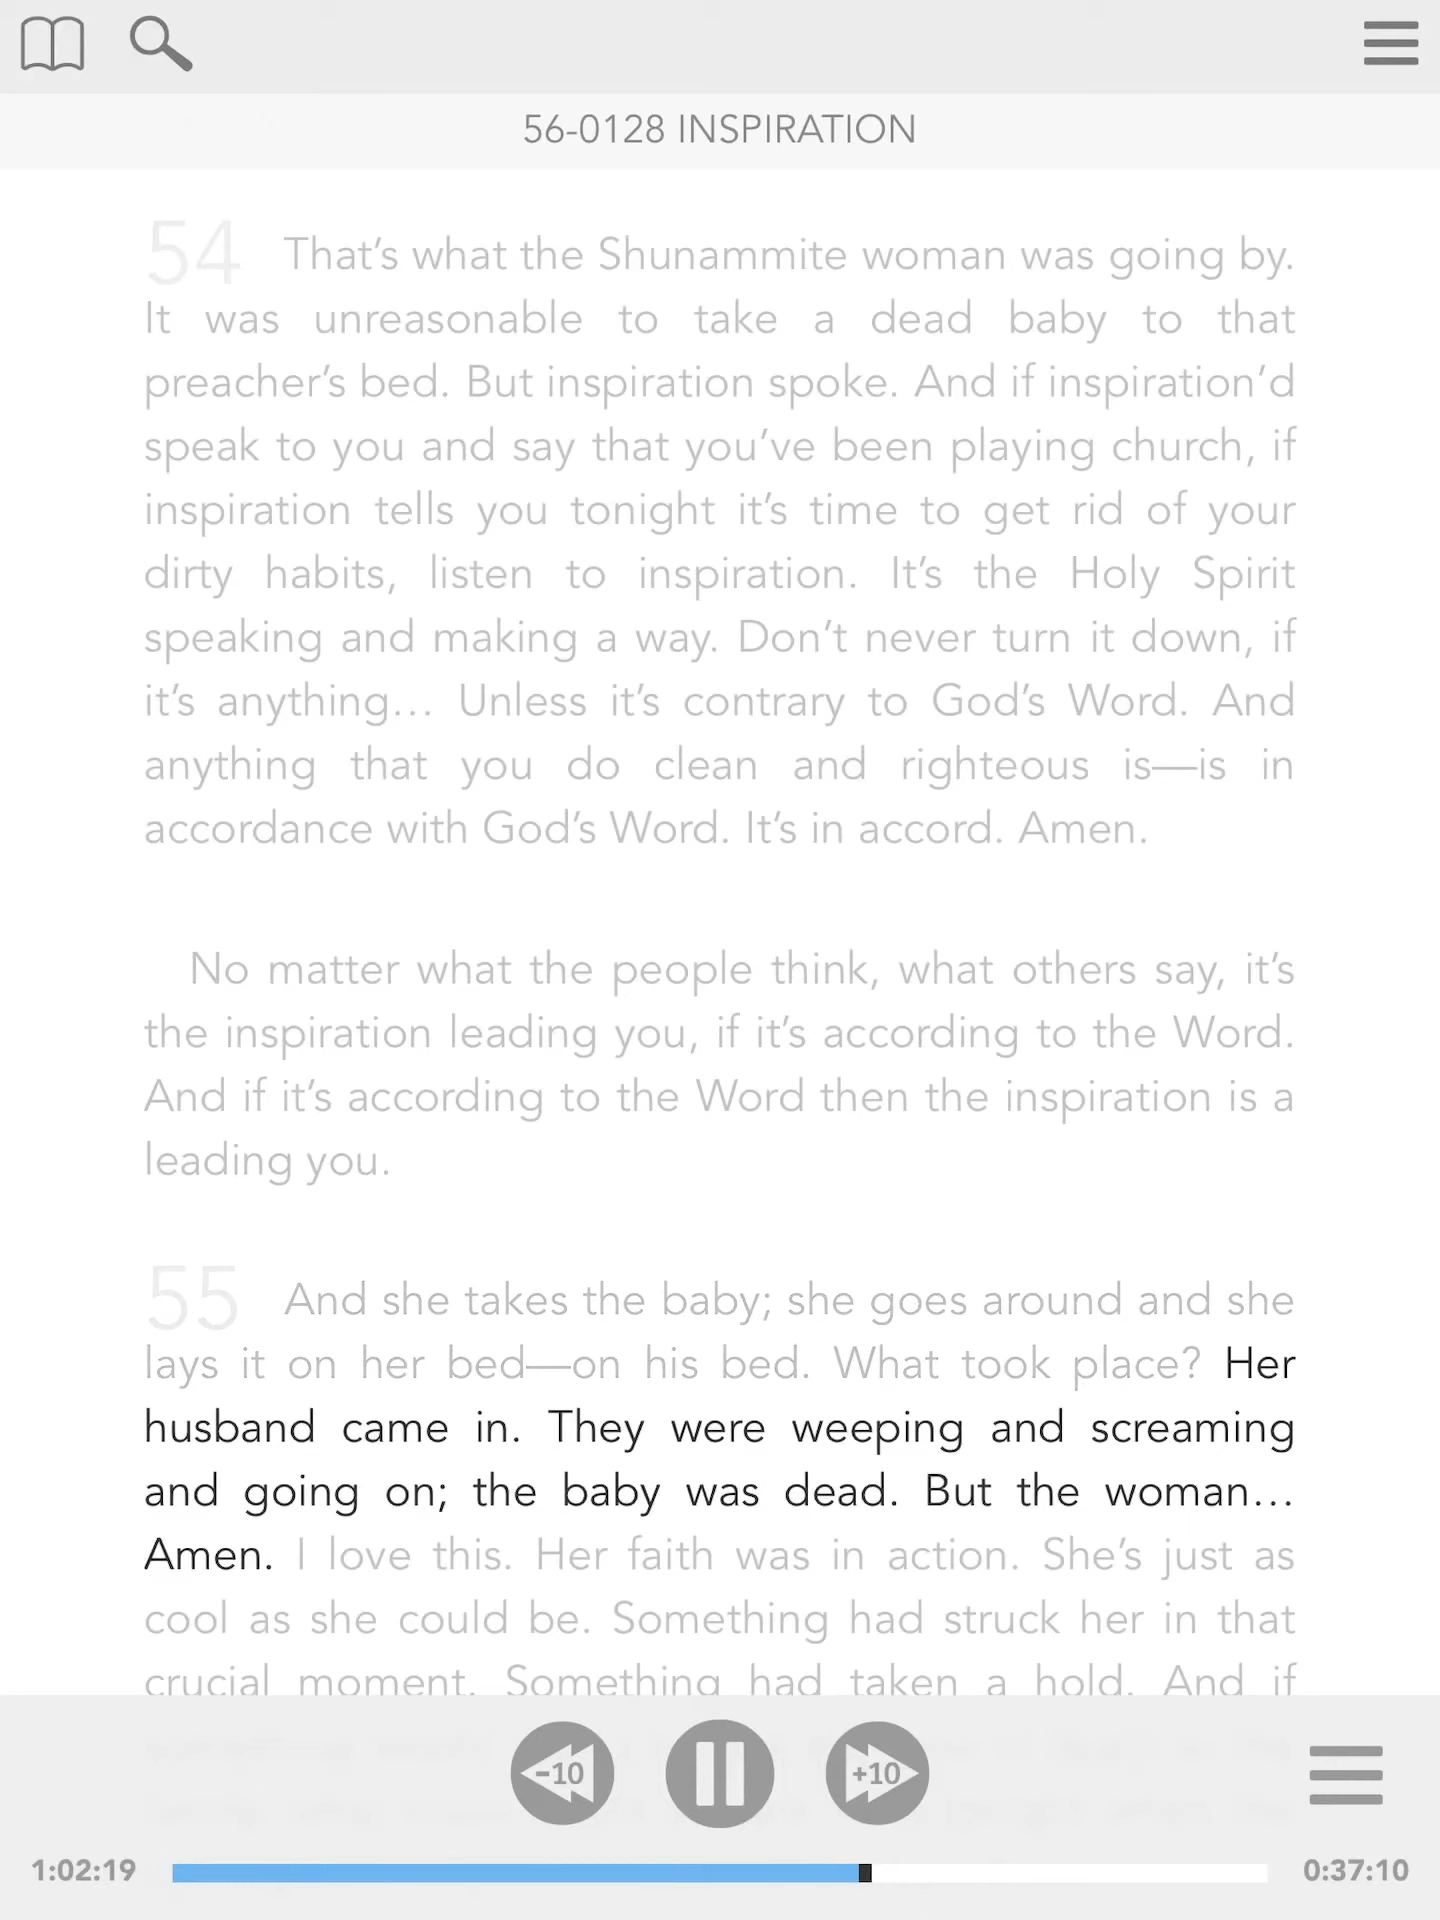 56-0128 INSPIRATION
54 That’s what the Shunammite woman was going by.
It was unreasonable to take a dead baby to that
preacher’s bed. But inspiration spoke. And if inspiration’d
speak to you and say that you’ve been playing church, if
inspiration tells you tonight it’s time to get rid of your
dirty habits, listen to inspiration. It’s the Holy Spirit
speaking and making a way. Don’t never turn it down, if
it’s anything… Unless it’s contrary to God’s Word. And
anything that you do clean and righteous is—is in
accordance with God’s Word. It’s in accord. Amen.
No matter what the people think, what others say, it’s
the inspiration leading you, if it’s according to the Word.
And if it’s according to the Word then the inspiration is a
leading you.
55 And she takes the baby; she goes around and she
lays it on her bed—on his bed. What took place? Her
husband came in. They were weeping and screaming
and going on; the baby was dead. But the woman…
Amen. I love this. Her faith was in action. She’s just as
cool as she could be. Something had struck her in that
crucial moment. Something had taken a hold. And if
-10 +10
1:02:19 0:37:10